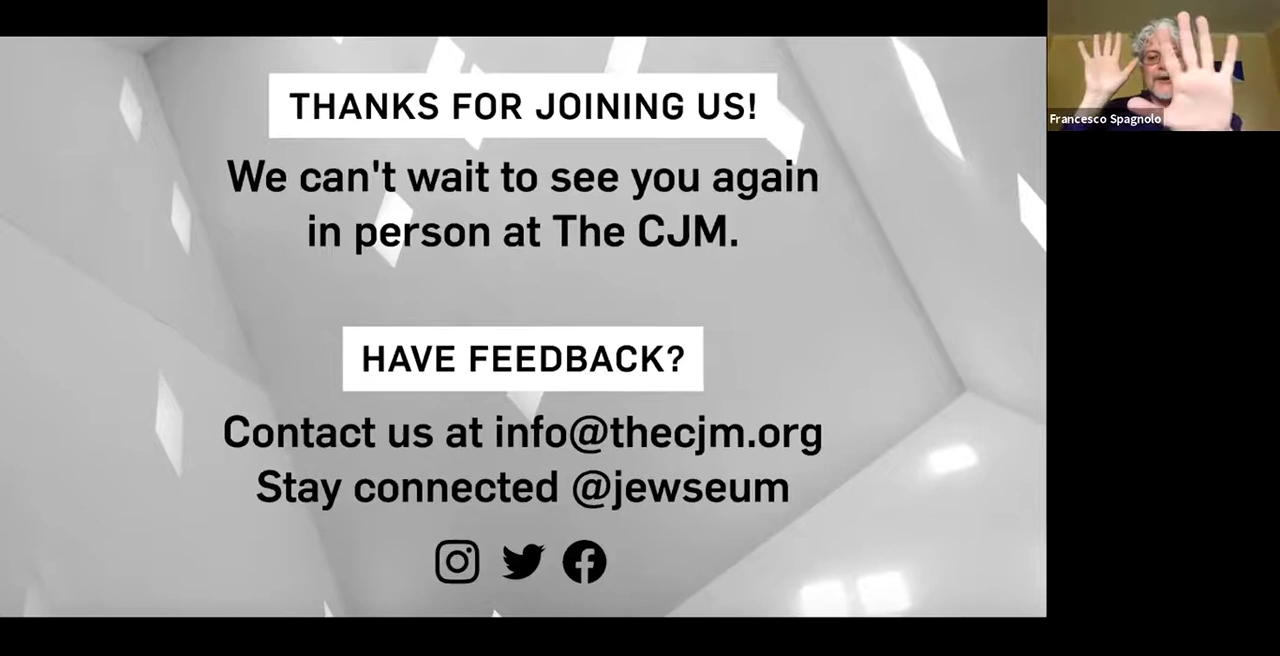 THANKS FOR JOINING US!
We can't wait to see you again
in person at The CJM.
HAVE FEEDBACK?
Contact us at info@thecjm.org
Stay connected @jewseum
Francesco Spagnolo